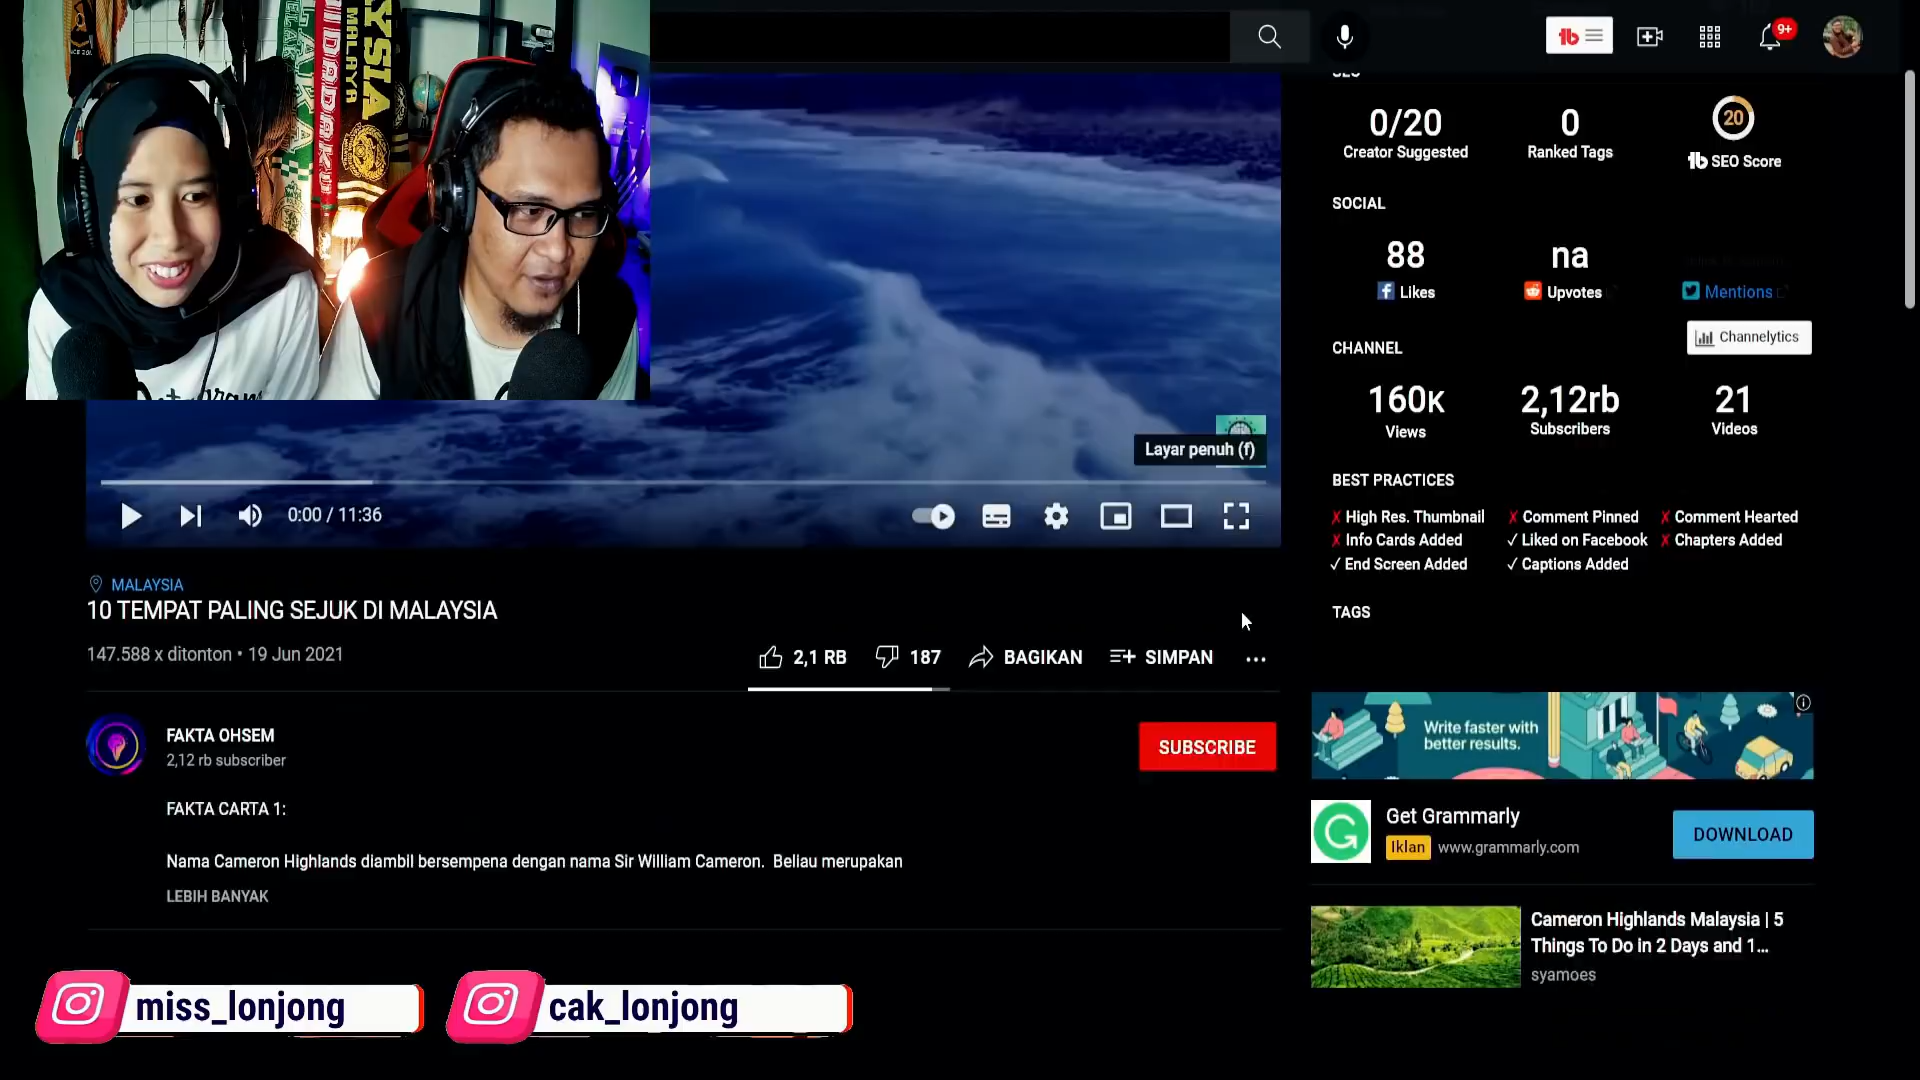 YSIA
MALAYA
9+
0/20
Creator Suggested
0
Ranked Tags
20
SEO Score
SOCIAL
88
Likes
na
Upvotes
Mentions
CHANNEL
Channelytics
160K
Views
2,12rb
Subscribers
21
Videos
Layar penuh (f)
0:00 / 11:36
BEST PRACTICES
✗ High Res. Thumbnail
✗ Comment Pinned
✗ Comment Hearted
✗ Info Cards Added
✓ Liked on Facebook
✗ Chapters Added
✓ End Screen Added
✓ Captions Added
TAGS
MALAYSIA
10 TEMPAT PALING SEJUK DI MALAYSIA
147.588 x ditonton • 19 Jun 2021
2,1 RB
187
BAGIKAN
SIMPAN
FAKTA OHSEM
2,12 rb subscriber
SUBSCRIBE
FAKTA CARTA 1:
Nama Cameron Highlands diambil bersempena dengan nama Sir William Cameron. Beliau merupakan
LEBIH BANYAK
Write faster with
better results.
Get Grammarly
Iklan www.grammarly.com
DOWNLOAD
Cameron Highlands Malaysia | 5
Things To Do in 2 Days and 1...
syamoes
miss_lonjong
cak_lonjong